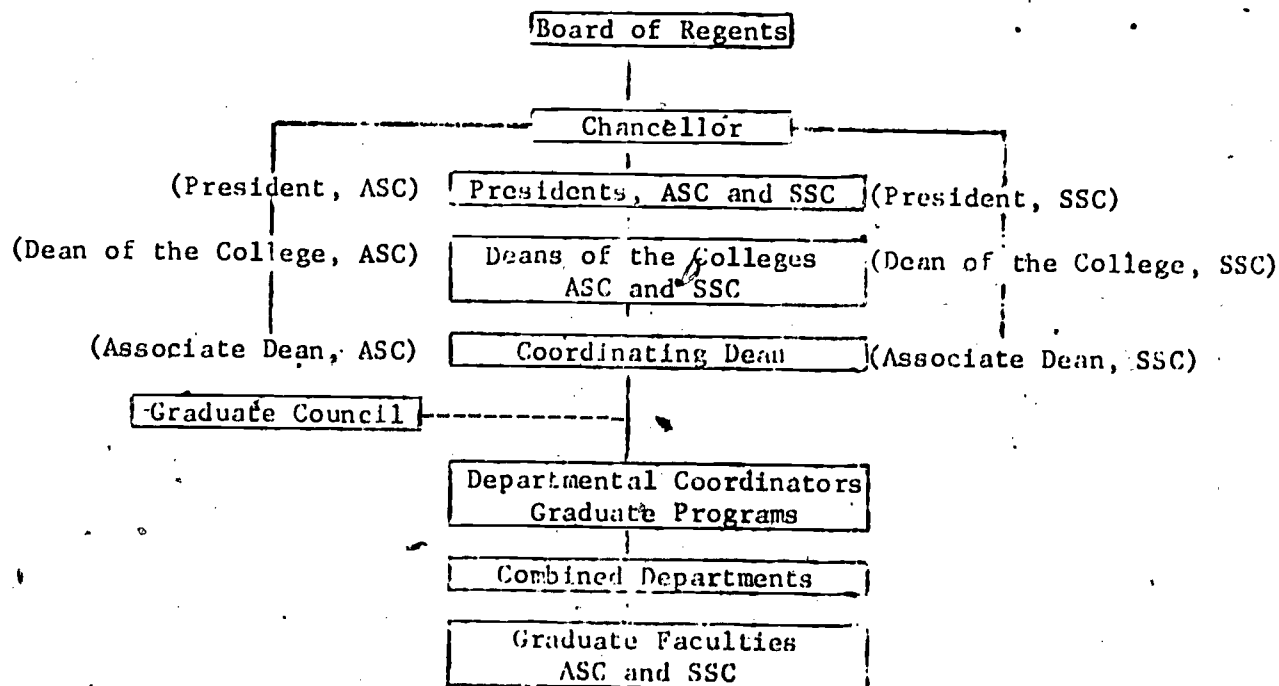 Board of Regents
Chancellor
(President, ASC) Presidents, ASC and SSC (President, SSC)
(Dean of the College, ASC) Deans of the Colleges (Dean of the College, SSC)
ASC and SSC
(Associate Dean, ASC) Coordinating Dean (Associate Dean, SSC)
Graduate Council
Departmental Coordinators
Graduate Programs
Combined Departments
Graduate Faculties
ASC and SSC